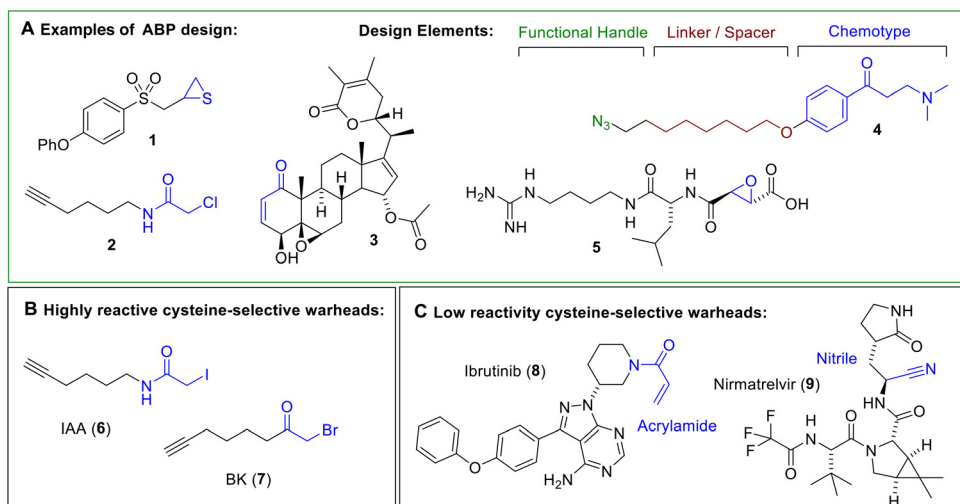 A Examples of ABP design:
Design Elements:
Functional Handle
Linker / Spacer
Chemotype
O O
S
S
PhO
1
O
N
H
Cl
2
O
O
H
O
H
H
H
O
OH
O
O
3
N3
O
O
N
4
H2N
H
N
NH
N
H
O
H
N
O
O
O
OH
5
B Highly reactive cysteine-selective warheads:
O
N
H
I
IAA (6)
O
Br
BK (7)
C Low reactivity cysteine-selective warheads:
Ibrutinib (8)
N
O
N
N
N
N
H2N
O
Acrylamide
NH
O
Nitrile
N
Nirmatrelvir (9)
HN
O
F
F
F
O
H
N
O
N
H
H